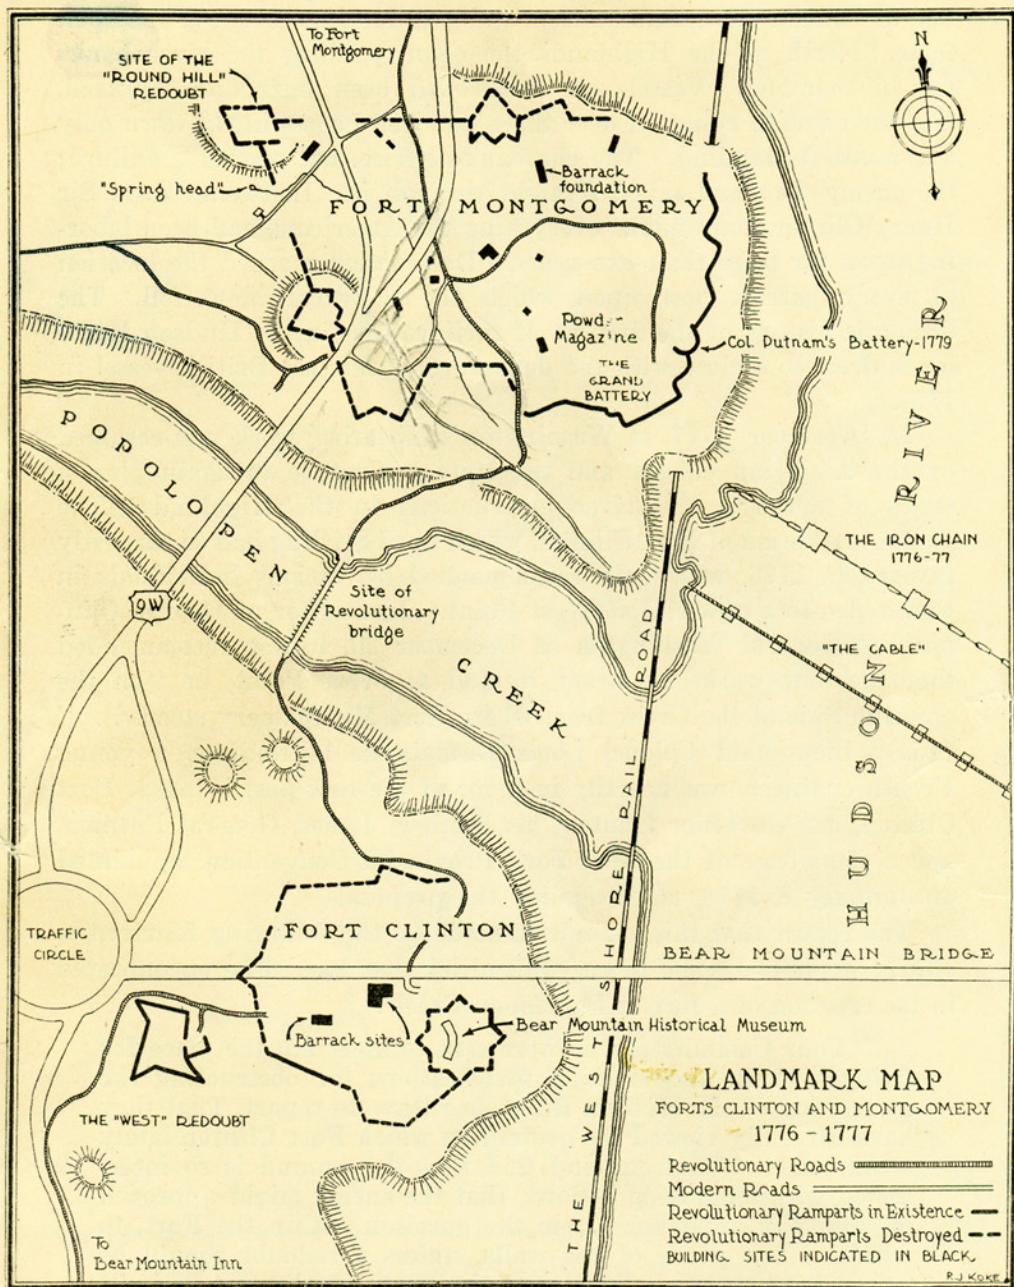 To Fort
Montgomery
SITE OF THE
"ROUND HILL"
REDOUBT
N
"Spring head"
Barrack
foundation
FORT MONTGOMERY
Powder
Magazine
THE
GRAND
BATTERY
Col. Dutnam's Battery-1779
POPOLOPEN
CREEK
HUDSON
RIVER
THE IRON CHAIN
1776-77
"THE CABLE"
Site of
Revolutionary
bridge
9W
THE WEST SHORE RAIL ROAD
FORT CLINTON
TRAFFIC
CIRCLE
BEAR MOUNTAIN BRIDGE
Barrack sites
Bear Mountain Historical Museum
THE "WEST" REDOUBT
To
Bear Mountain Inn
LANDMARK MAP
FORTS CLINTON AND MONTGOMERY
1776 - 1777
Revolutionary Roads
Modern Roads
Revolutionary Ramparts in Existence
Revolutionary Ramparts Destroyed
BUILDING SITES INDICATED IN BLACK
R.J. KOKE